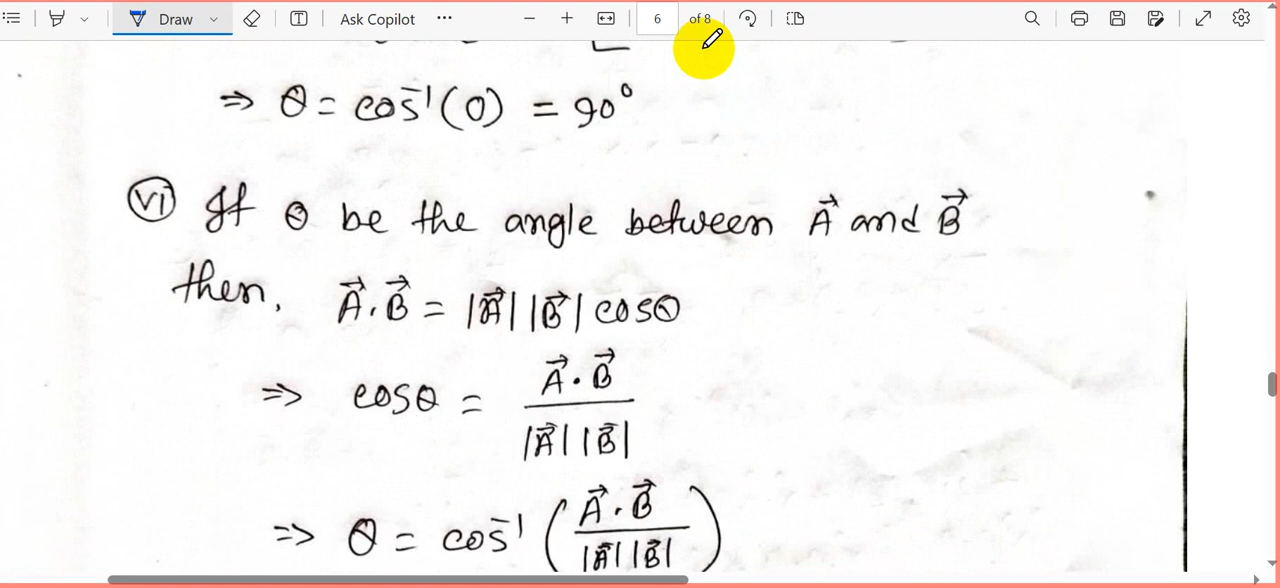 Draw Ask Copilot ... 6 of 8
⇒ θ = cos⁻¹(0) = 90°
(vi) If θ be the angle between A⃗ and B⃗
then, A⃗ . B⃗ = |A⃗| |B⃗| cosθ
⇒ cosθ = A⃗ . B⃗ / |A⃗| |B⃗|
⇒ θ = cos⁻¹ ( A⃗ . B⃗ / |A⃗| |B⃗| )